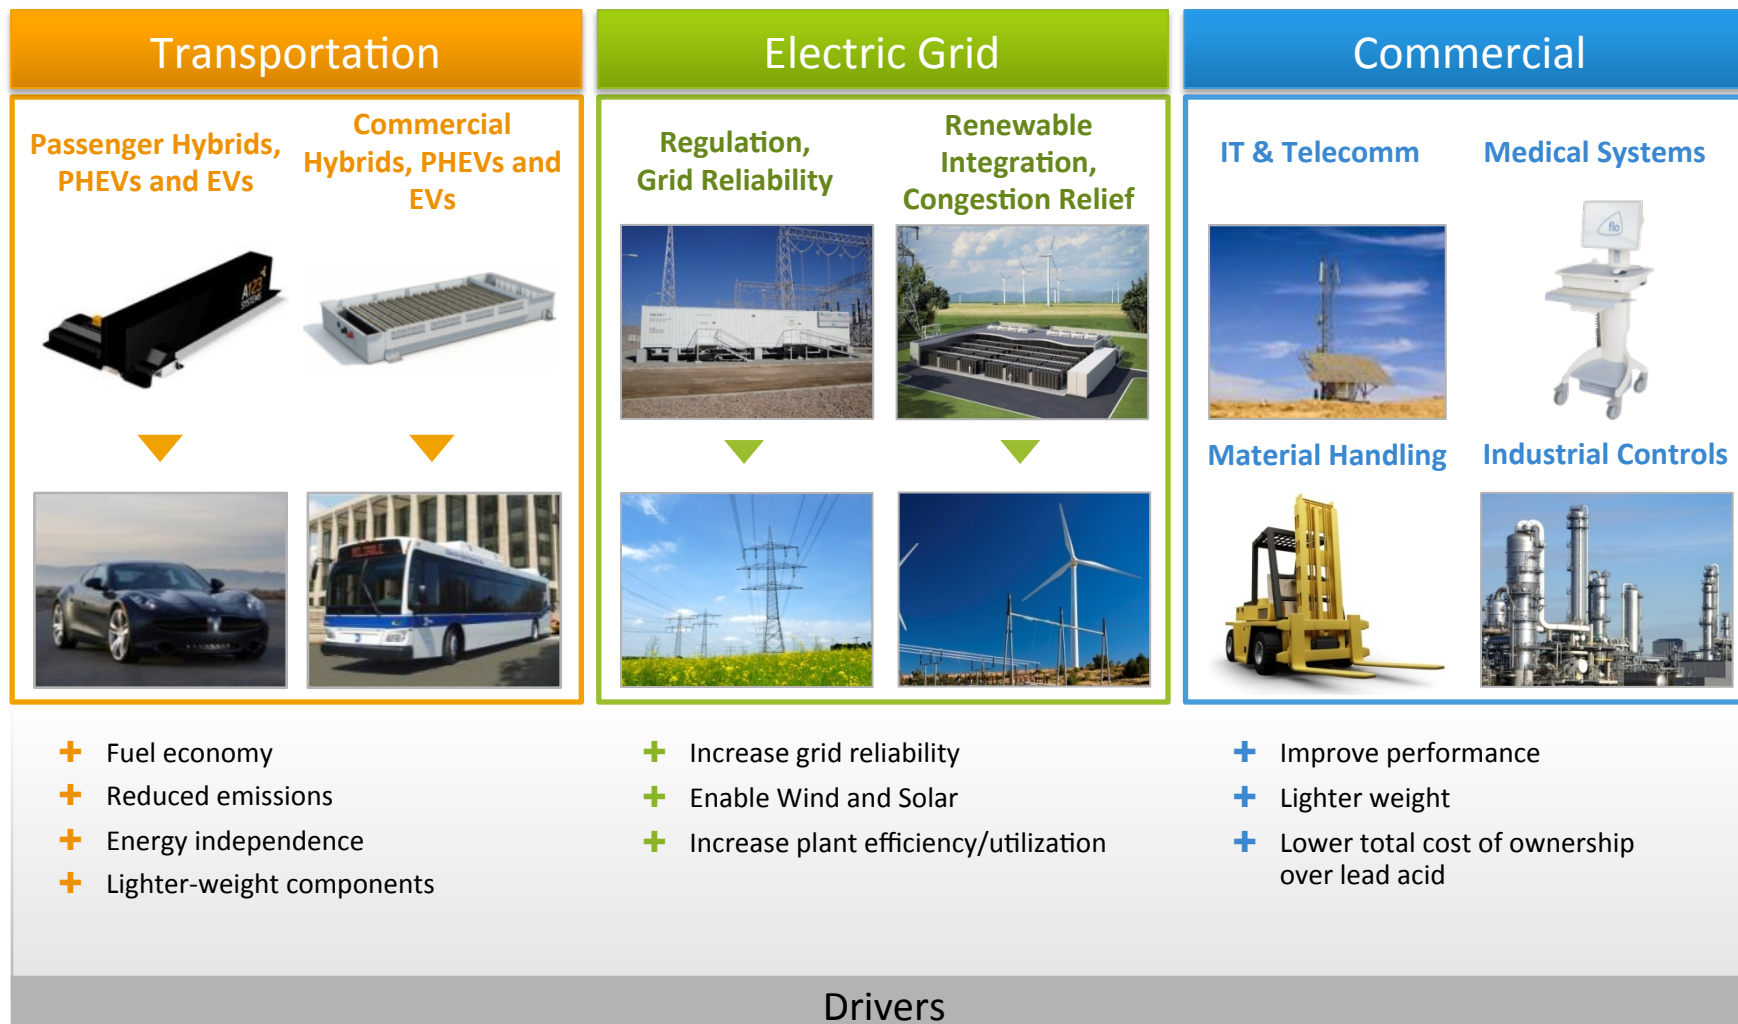 Transportation
Electric Grid
Commercial
Passenger Hybrids,
PHEVs and EVs
Commercial
Hybrids, PHEVs and
EVs
Regulation,
Grid Reliability
Renewable
Integration,
Congestion Relief
IT & Telecomm
Medical Systems
A123
SYSTEMS
flo
Material Handling
Industrial Controls
Fuel economy
Reduced emissions
Energy independence
Lighter-weight components
Increase grid reliability
Enable Wind and Solar
Increase plant efficiency/utilization
Improve performance
Lighter weight
Lower total cost of ownership
over lead acid
Drivers